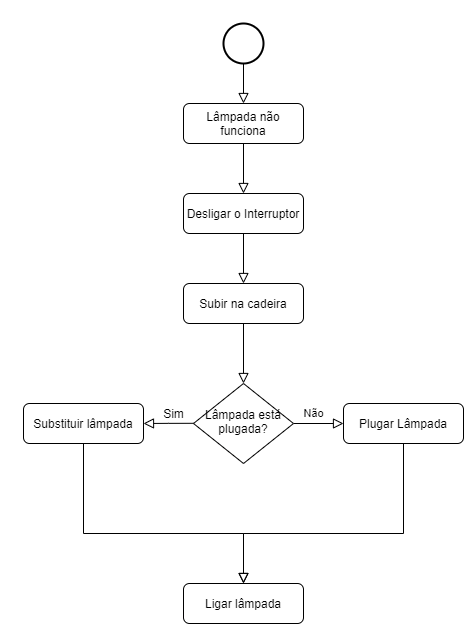 Lâmpada não
funciona
Desligar o Interruptor
Subir na cadeira
Lâmpada está
plugada?
Sim
Não
Substituir lâmpada
Plugar Lâmpada
Ligar lâmpada